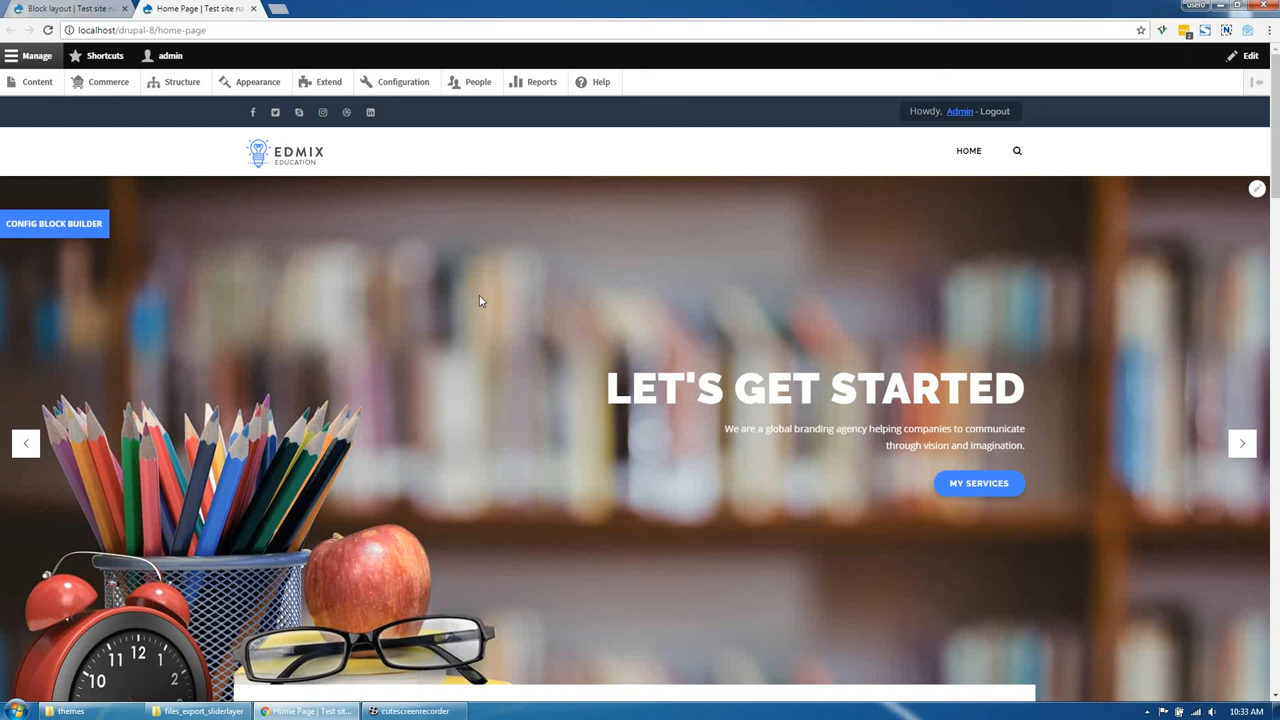 Block layout | Test site na
Home Page | Test site na
user0
localhost/drupal-8/home-page
Manage
Shortcuts
admin
Edit
Content
Commerce
Structure
Appearance
Extend
Configuration
People
Reports
Help
Howdy, Admin - Logout
EDMIX
EDUCATION
HOME
CONFIG BLOCK BUILDER
LET'S GET STARTED
We are a global branding agency helping companies to communicate
through vision and imagination.
MY SERVICES
11 12 1
10 2
themes
files_export_sliderlayer
Home Page | Test sit...
cutescreenrecorder
10:33 AM